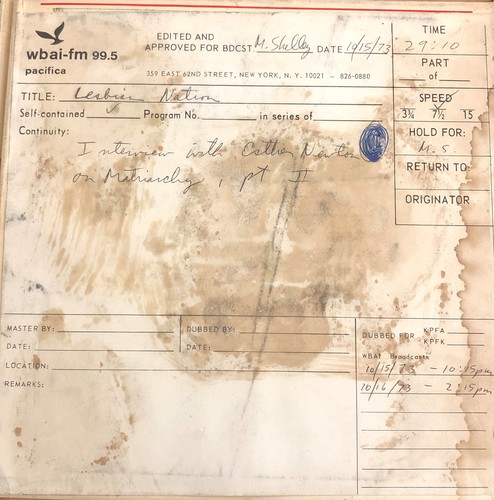 wbai-fm 99.5
pacifica
EDITED AND
APPROVED FOR BDCST M. Shelley DATE 10/15/73
359 EAST 62ND STREET, NEW YORK, N. Y. 10021 - 826-0880
TIME
29:10
PART
of
TITLE: Lesbian Nation
SPEED
3¾ 7½ 15
Self-contained ✓ Program No. in series of
HOLD FOR:
M. S.
Continuity:
Interview with Esther Newton
on Matriarchy, pt II
RETURN TO:
ORIGINATOR
MASTER BY:
DATE:
LOCATION:
REMARKS:
DUBBED BY:
DATE:
DUBBED FOR KPFA
KPFK
WBAI Broadcasts
10/15/73 - 10:15pm
10/16/73 - 2:15pm